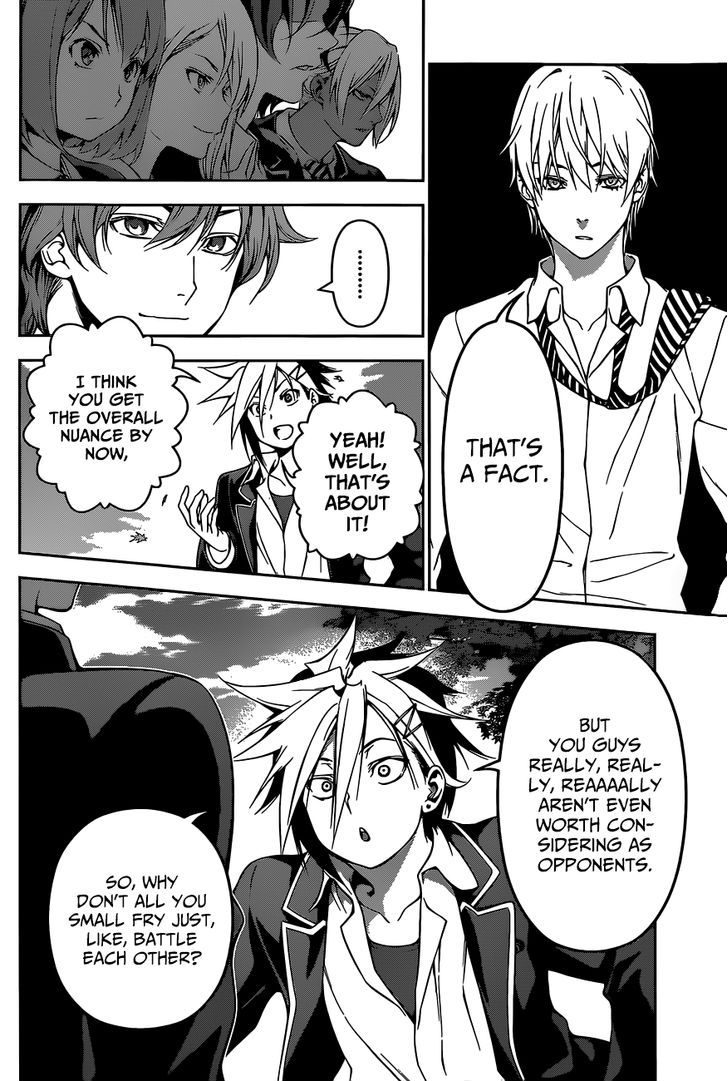 THAT'S
A FACT.
.........
YEAH!
WELL,
THAT'S
ABOUT
IT!
I THINK
YOU GET
THE OVERALL
NUANCE BY
NOW,
BUT
YOU GUYS
REALLY, REAL-
LY, REAAAALLY
AREN'T EVEN
WORTH CON-
SIDERING AS
OPPONENTS.
SO, WHY
DON'T ALL YOU
SMALL FRY JUST,
LIKE, BATTLE
EACH OTHER?